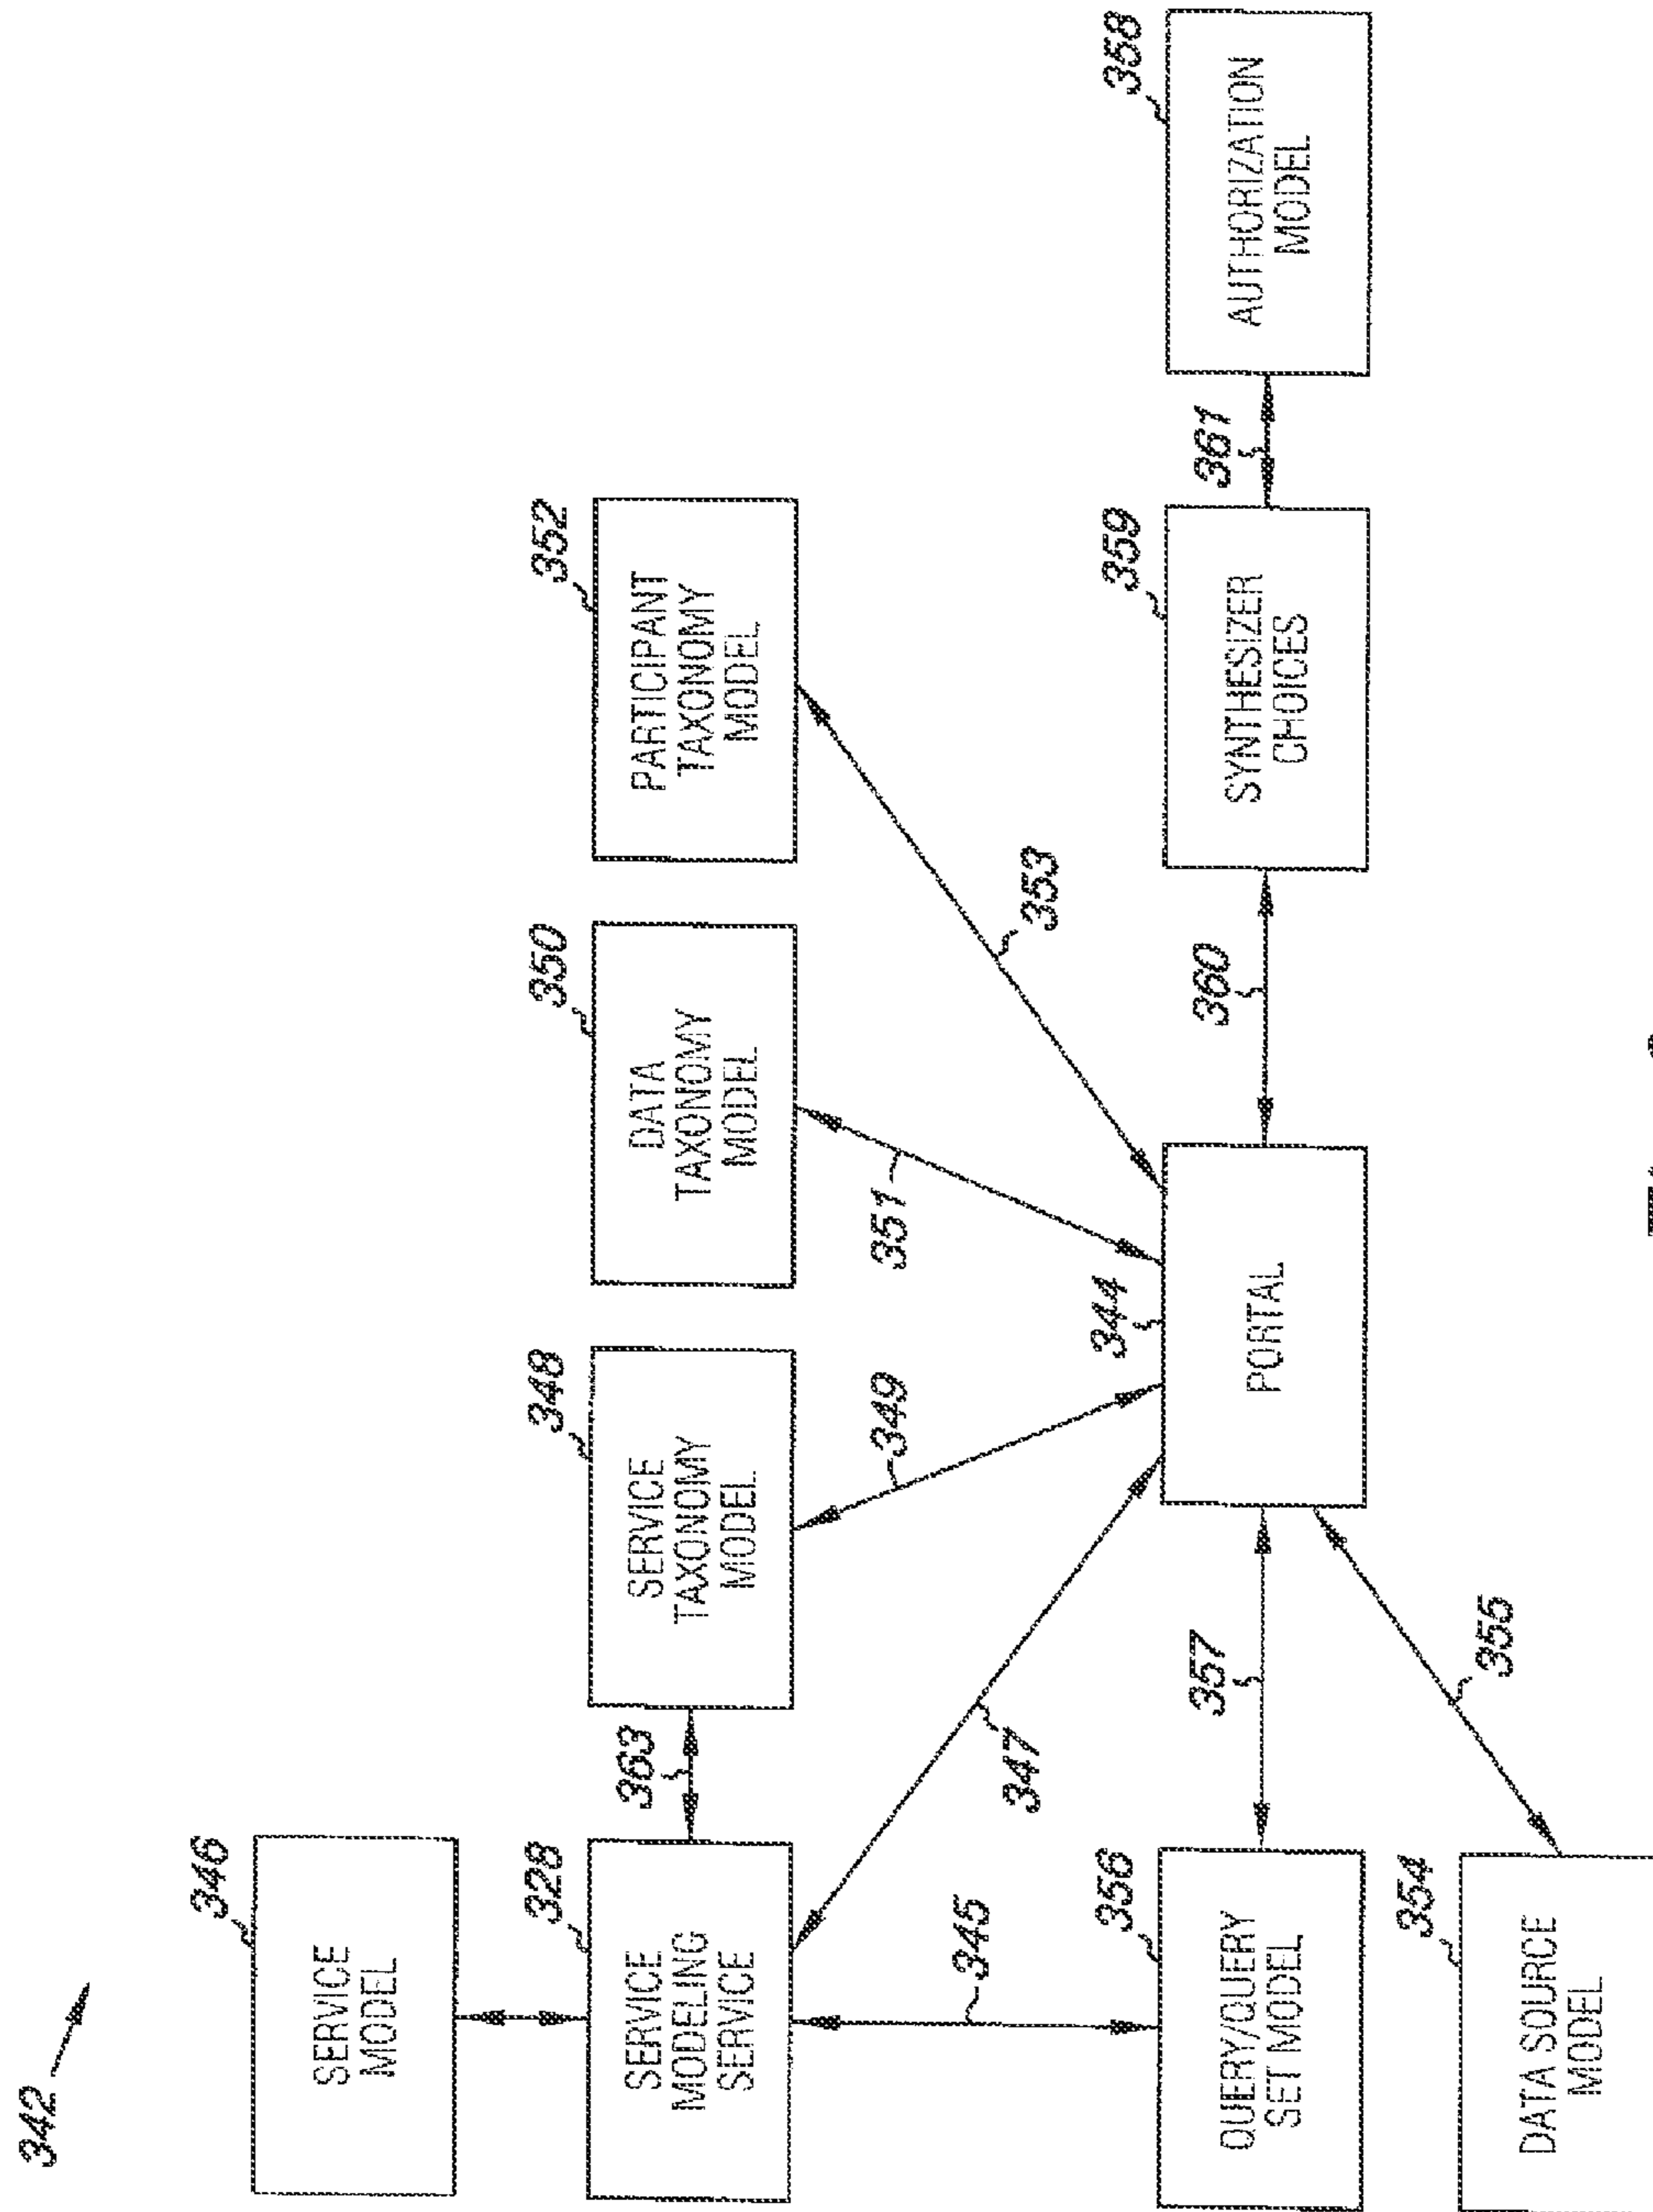 342
346
SERVICE
MODEL
328
SERVICE
MODELING
SERVICE
363
348
SERVICE
TAXONOMY
MODEL
350
DATA
TAXONOMY
MODEL
352
PARTICIPANT
TAXONOMY
MODEL
345
347
349
351
353
356
QUERY/QUERY
SET MODEL
357
344
PORTAL
360
359
SYNTHESIZER
CHOICES
361
358
AUTHORIZATION
MODEL
354
DATA SOURCE
MODEL
355